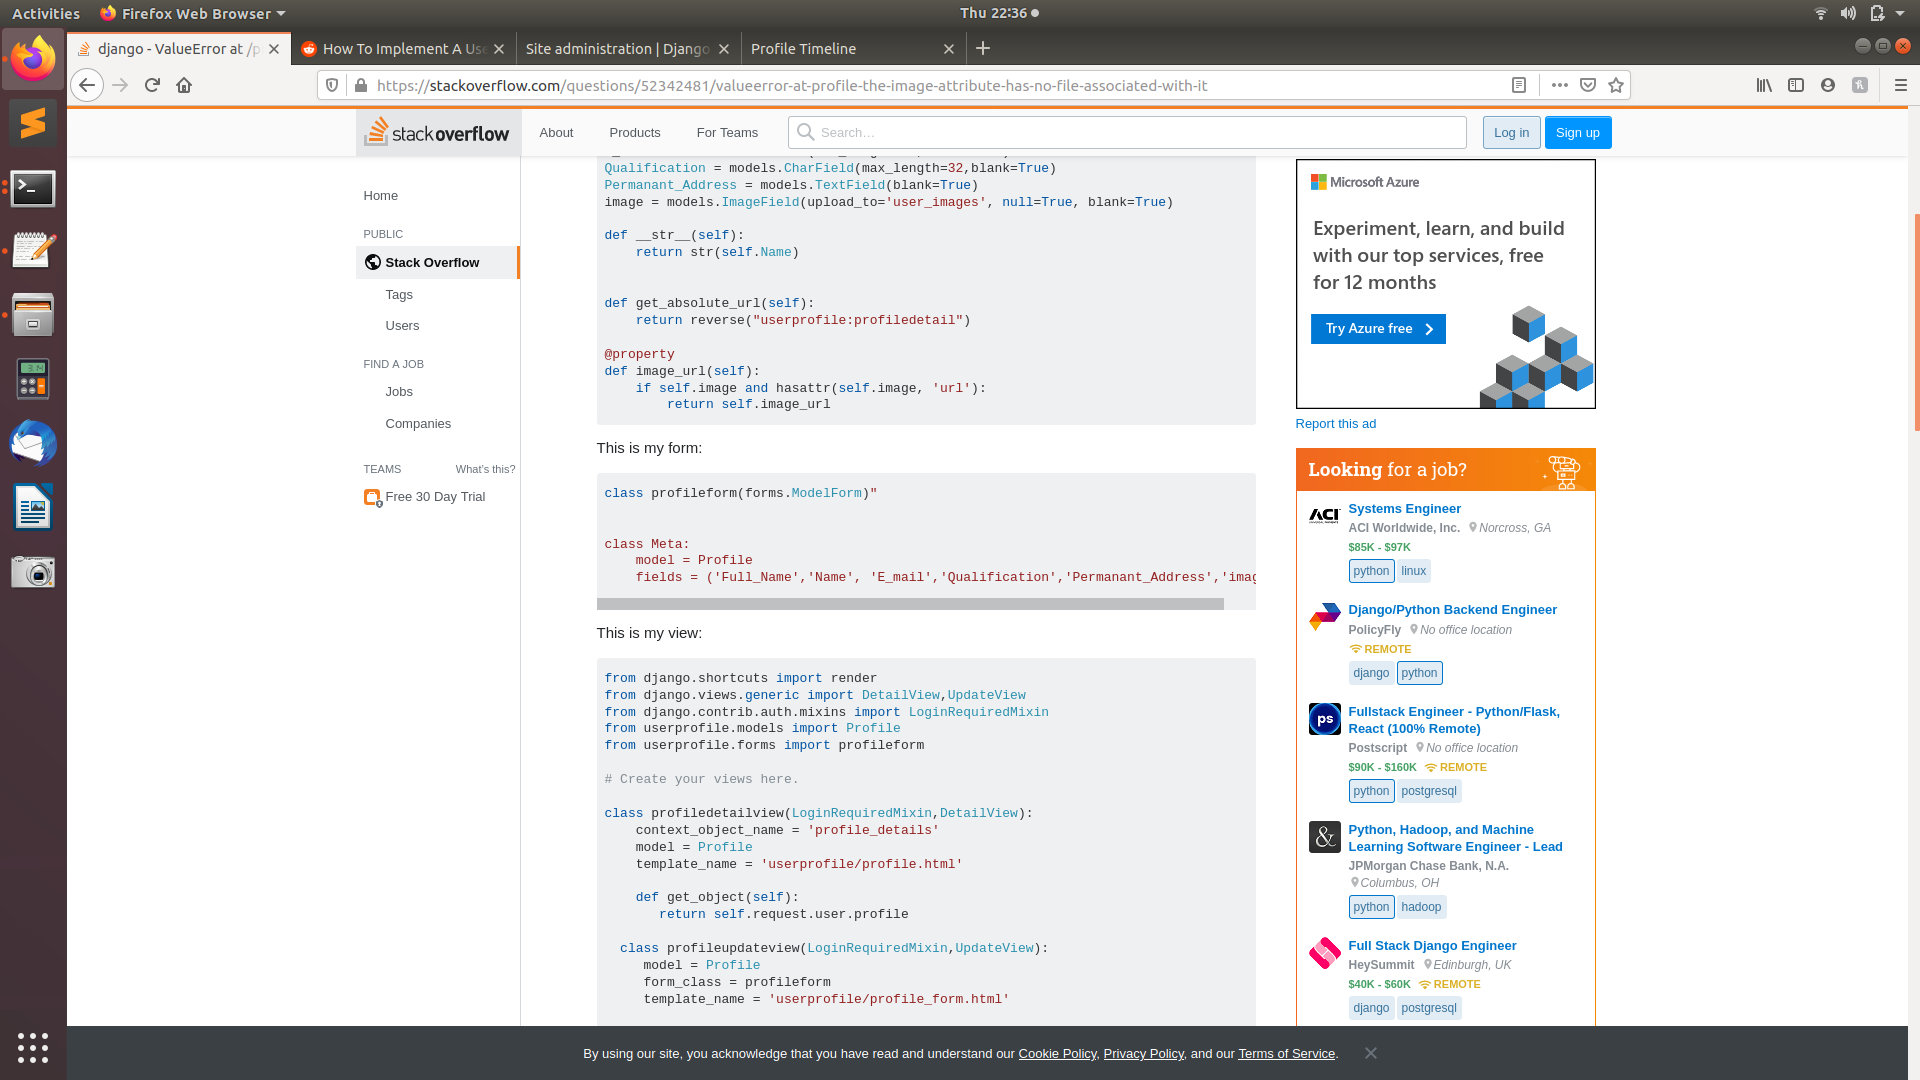 Activities
Firefox Web Browser
Thu 22:36
django - ValueError at /p
How To Implement A Use
Site administration | Django
Profile Timeline
https://stackoverflow.com/questions/52342481/valueerror-at-profile-the-image-attribute-has-no-file-associated-with-it
stackoverflow
About
Products
For Teams
Search…
Log in
Sign up
Home
PUBLIC
Stack Overflow
Tags
Users
FIND A JOB
Jobs
Companies
TEAMS
What's this?
Free 30 Day Trial
Qualification = models.CharField(max_length=32,blank=True)
Permanant_Address = models.TextField(blank=True)
image = models.ImageField(upload_to='user_images', null=True, blank=True)
def __str__(self):
return str(self.Name)
def get_absolute_url(self):
return reverse("userprofile:profiledetail")
@property
def image_url(self):
if self.image and hasattr(self.image, 'url'):
return self.image_url
This is my form:
class profileform(forms.ModelForm)"
class Meta:
model = Profile
fields = ('Full_Name','Name', 'E_mail','Qualification','Permanant_Address','imag
This is my view:
from django.shortcuts import render
from django.views.generic import DetailView,UpdateView
from django.contrib.auth.mixins import LoginRequiredMixin
from userprofile.models import Profile
from userprofile.forms import profileform
# Create your views here.
class profiledetailview(LoginRequiredMixin,DetailView):
context_object_name = 'profile_details'
model = Profile
template_name = 'userprofile/profile.html'
def get_object(self):
return self.request.user.profile
class profileupdateview(LoginRequiredMixin,UpdateView):
model = Profile
form_class = profileform
template_name = 'userprofile/profile_form.html'
Microsoft Azure
Experiment, learn, and build
with our top services, free
for 12 months
Try Azure free
Report this ad
Looking for a job?
ACI
Systems Engineer
ACI Worldwide, Inc. Norcross, GA
$85K - $97K
python linux
Django/Python Backend Engineer
PolicyFly No office location
REMOTE
django python
ps
Fullstack Engineer - Python/Flask,
React (100% Remote)
Postscript No office location
$90K - $160K REMOTE
python postgresql
&
Python, Hadoop, and Machine
Learning Software Engineer - Lead
JPMorgan Chase Bank, N.A.
Columbus, OH
python hadoop
Full Stack Django Engineer
HeySummit Edinburgh, UK
$40K - $60K REMOTE
django postgresql
By using our site, you acknowledge that you have read and understand our Cookie Policy, Privacy Policy, and our Terms of Service.